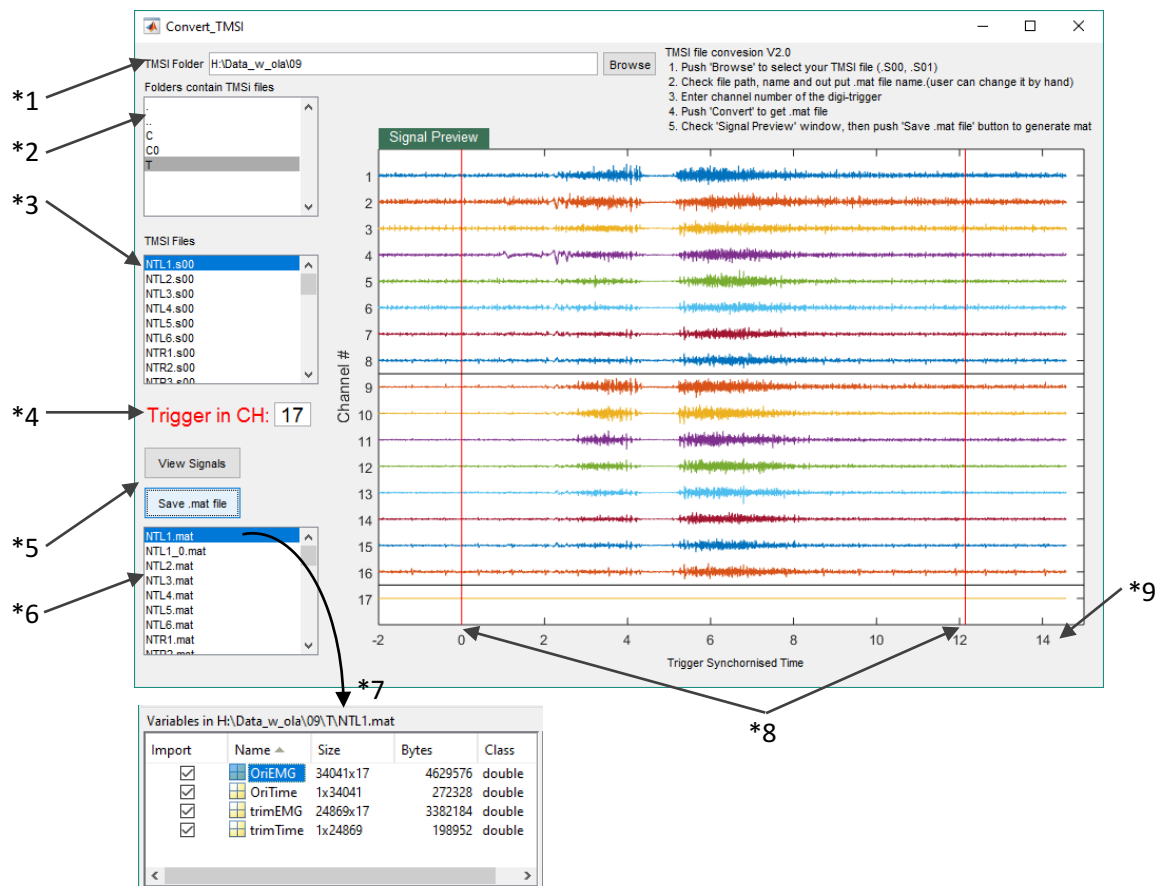 Convert_TMSI
TMSI Folder H:\Data_w_ola\09 Browse
Folders contain TMSi files
.
..
C
C0
T
TMSI file convesion V2.0
1. Push 'Browse' to select your TMSI file (.S00, .S01)
2. Check file path, name and out put .mat file name.(user can change it by hand)
3. Enter channel number of the digi-trigger
4. Push 'Convert' to get .mat file
5. Check 'Signal Preview' window, then push 'Save .mat file' button to generate mat
*1
*2
*3
*4
*5
*6
TMSI Files
NTL1.s00
NTL2.s00
NTL3.s00
NTL4.s00
NTL5.s00
NTL6.s00
NTR1.s00
NTR2.s00
NTR3.s00
Trigger in CH: 17
View Signals
Save .mat file
NTL1.mat
NTL1_0.mat
NTL2.mat
NTL3.mat
NTL4.mat
NTL5.mat
NTL6.mat
NTR1.mat
NTR2.mat
Signal Preview
Channel #
1
2
3
4
5
6
7
8
9
10
11
12
13
14
15
16
17
-2 0 2 4 6 8 10 12 14
Trigger Synchornised Time
*9
*7
*8
Variables in H:\Data_w_ola\09\T\NTL1.mat
Import Name Size Bytes Class
OriEMG 34041x17 4629576 double
OriTime 1x34041 272328 double
trimEMG 24869x17 3382184 double
trimTime 1x24869 198952 double